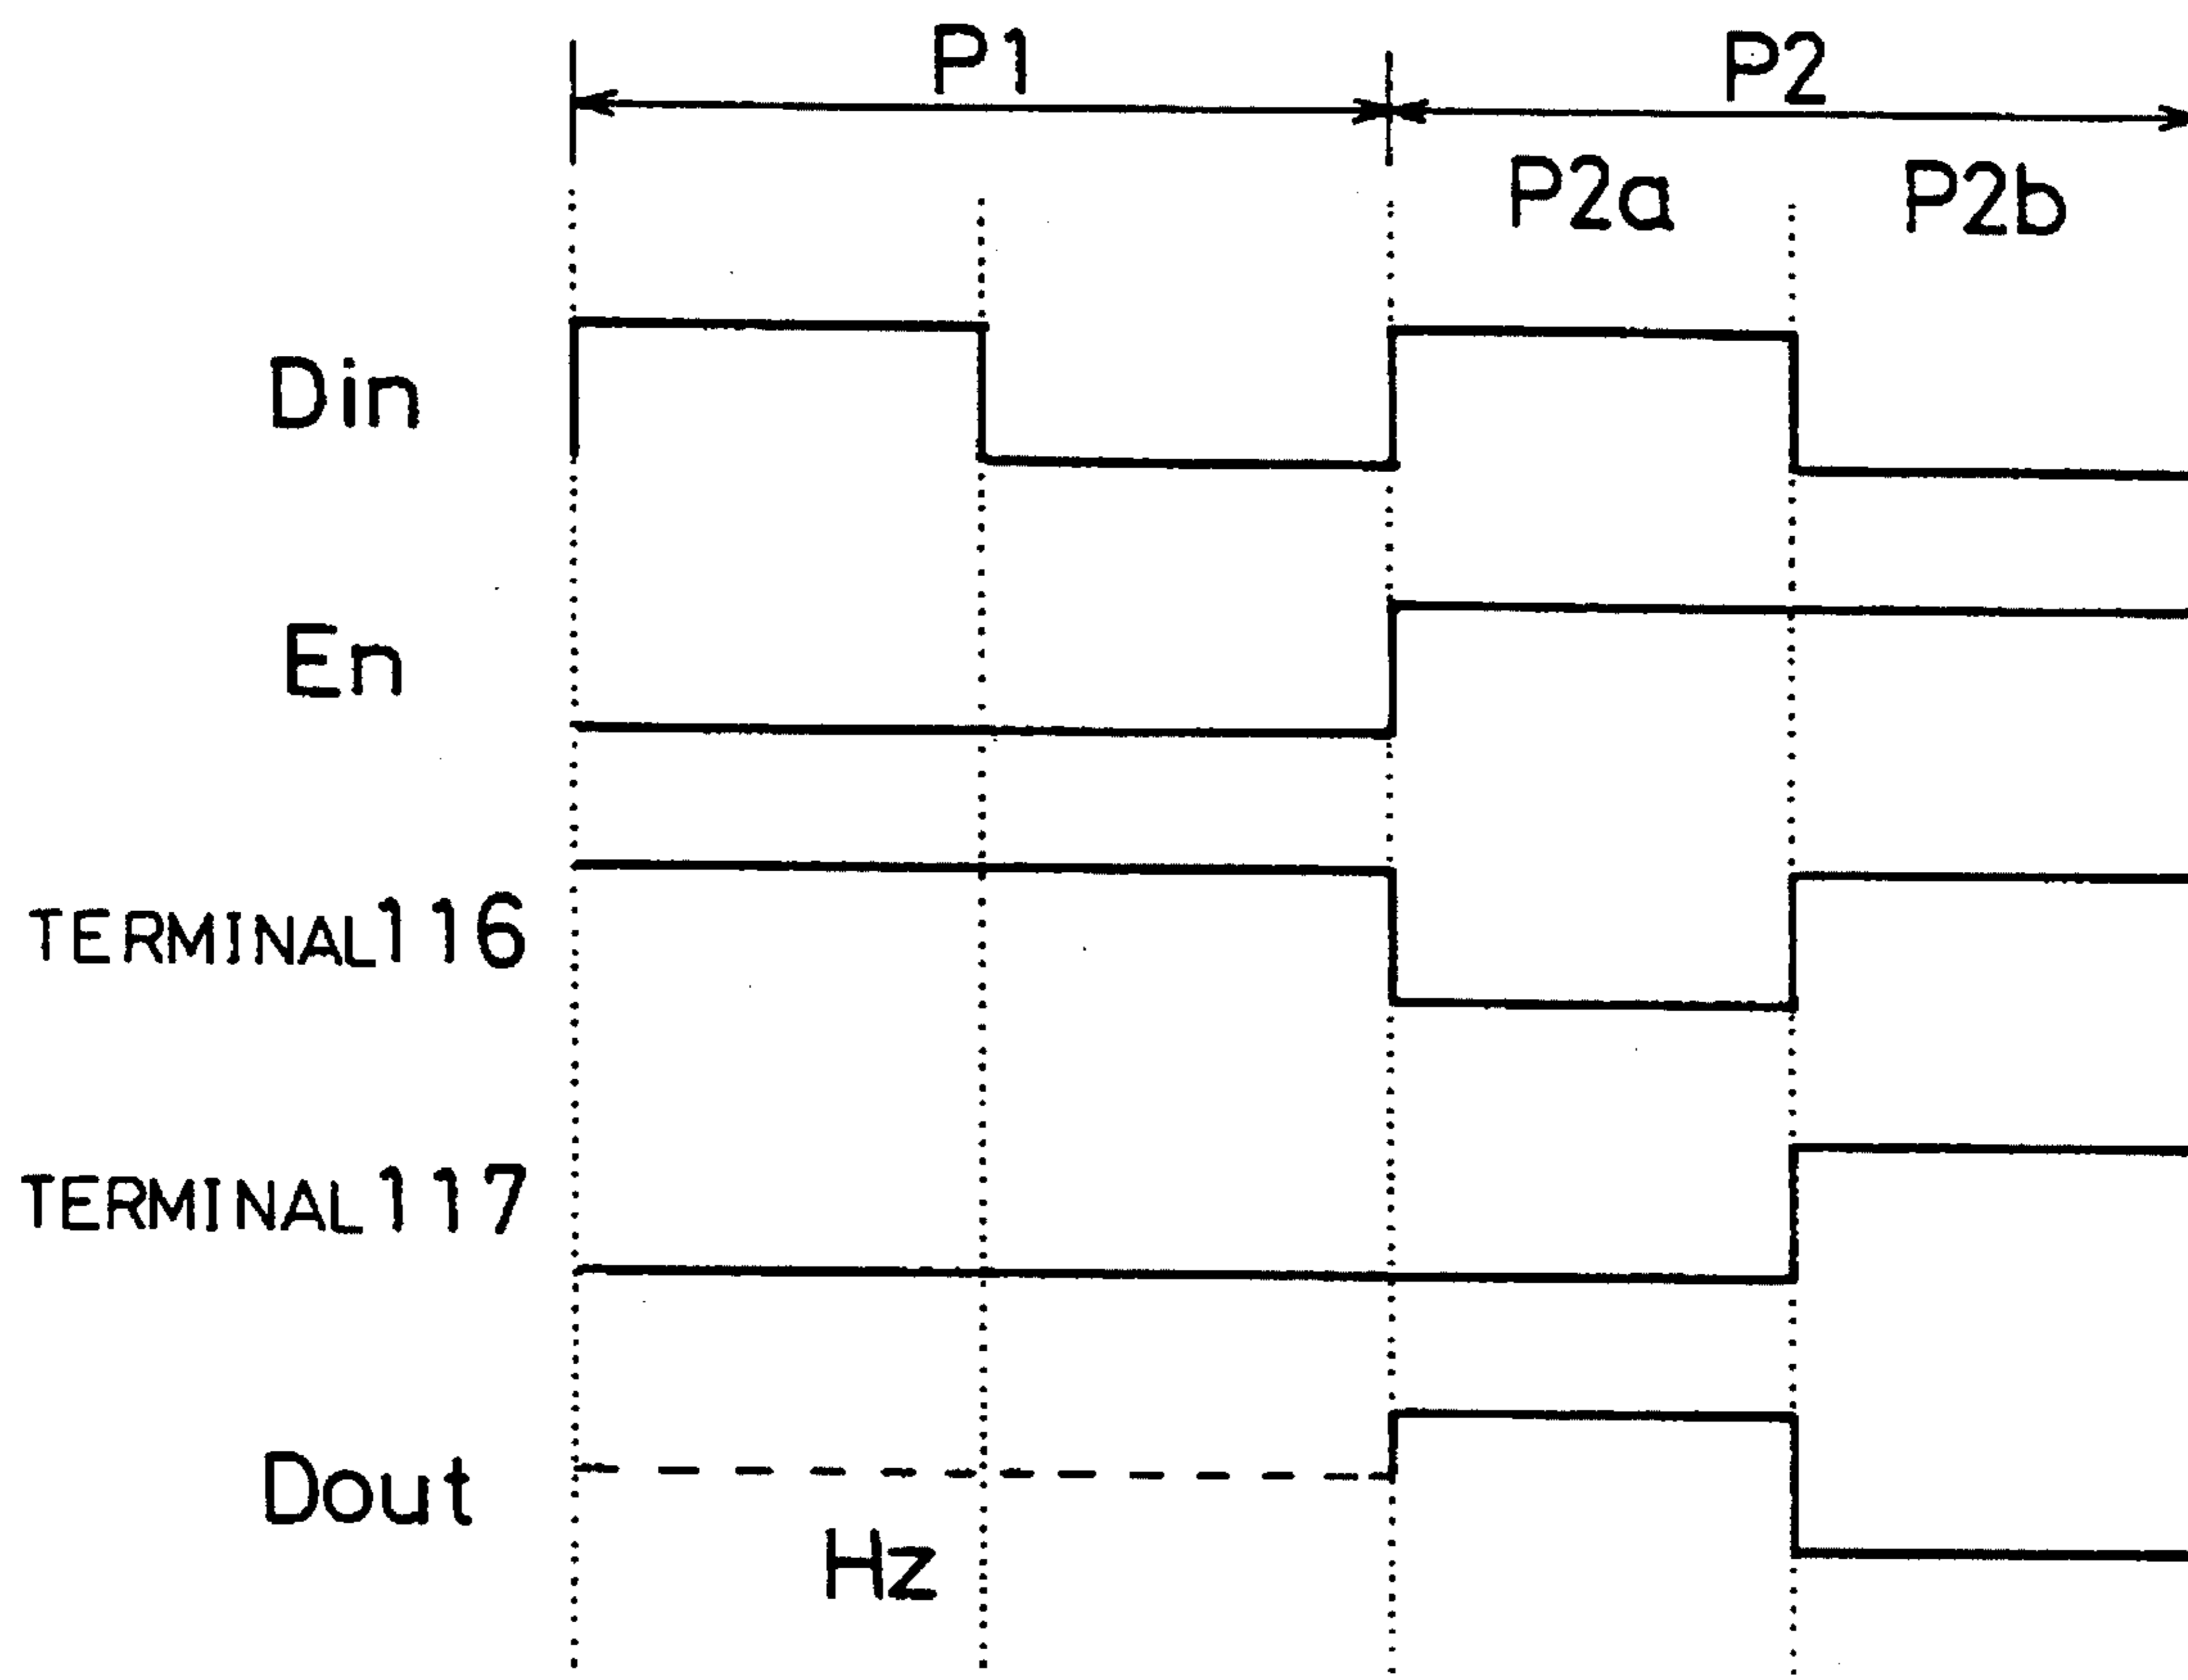 P1 P2
P2a P2b
Din
En
TERMINAL116
TERMINAL117
Dout
Hz